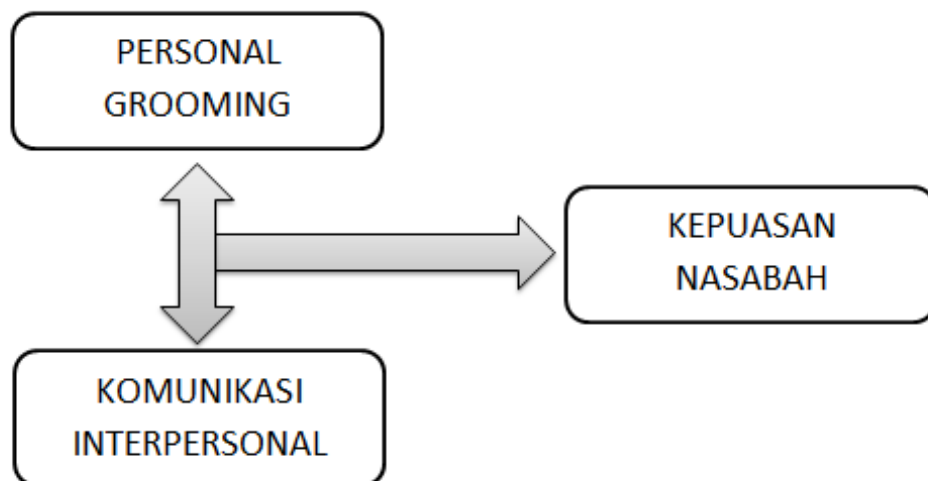 PERSONAL
GROOMING
KEPUASAN
NASABAH
KOMUNIKASI
INTERPERSONAL